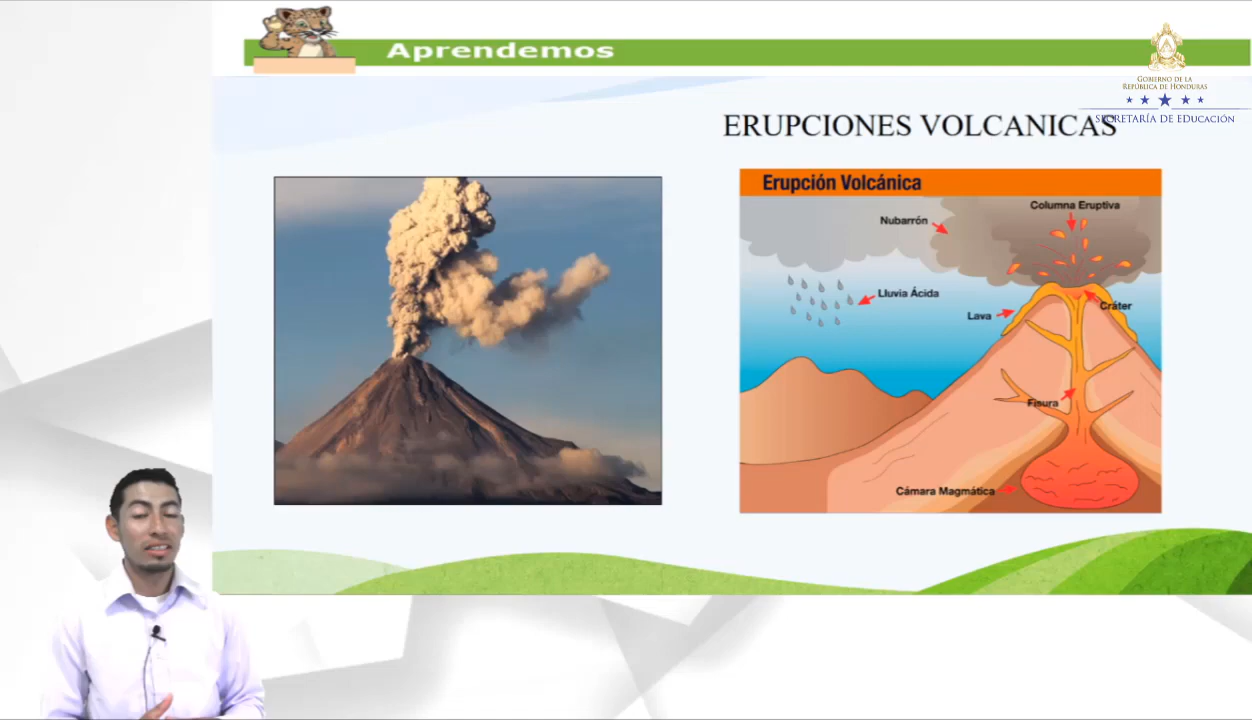 Aprendemos
GOBIERNO DE LA
REPÚBLICA DE HONDURAS
SECRETARÍA DE EDUCACIÓN
ERUPCIONES VOLCANICAS
Erupción Volcánica
Columna Eruptiva
Nubarrón
Lluvia Ácida
Cráter
Lava
Fisura
Cámara Magmática